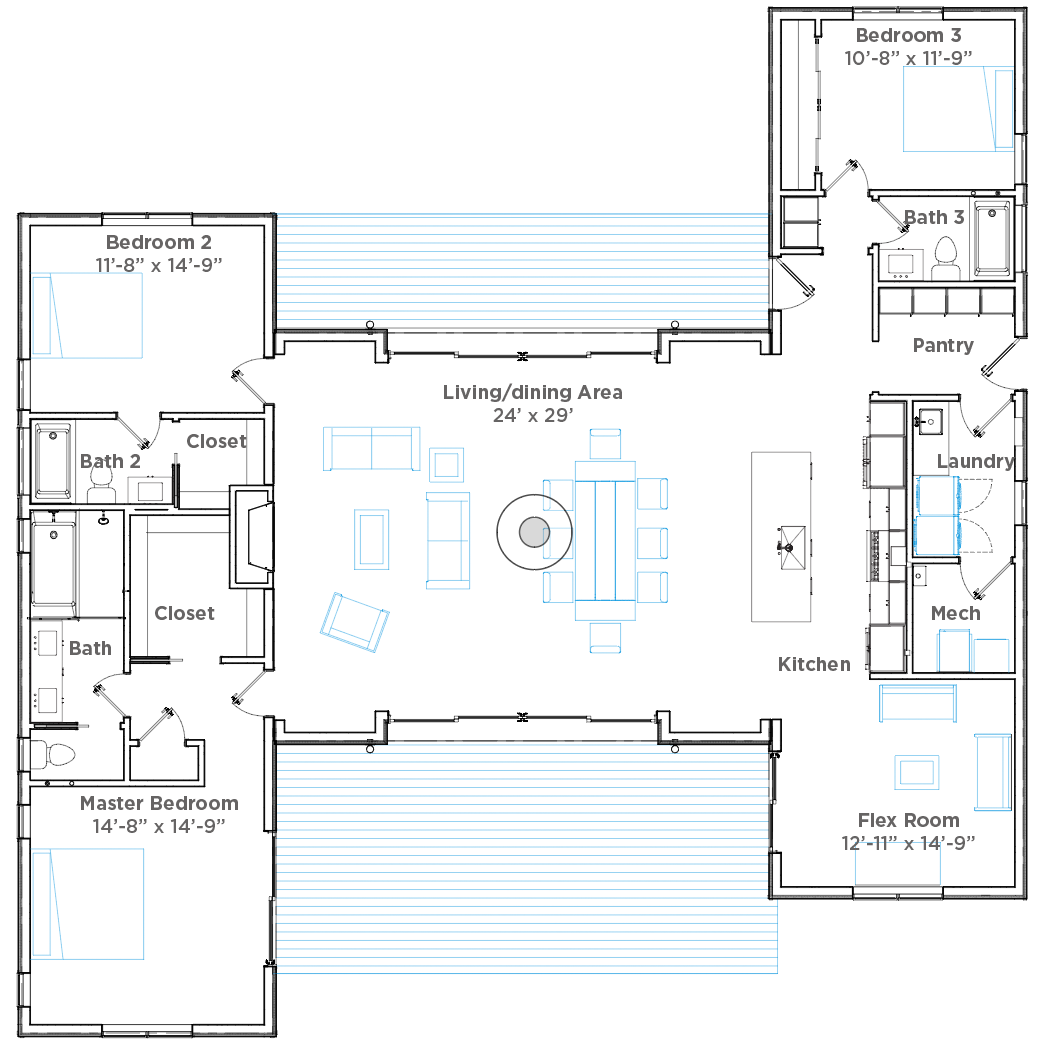 Bedroom 3
10’-8” x 11’-9”
Bath 3
Bedroom 2
11’-8” x 14’-9”
Pantry
Living/dining Area
24’ x 29’
Closet
Bath 2
Laundry
Closet
Mech
Bath
Kitchen
Master Bedroom
14’-8” x 14’-9”
Flex Room
12’-11” x 14’-9”